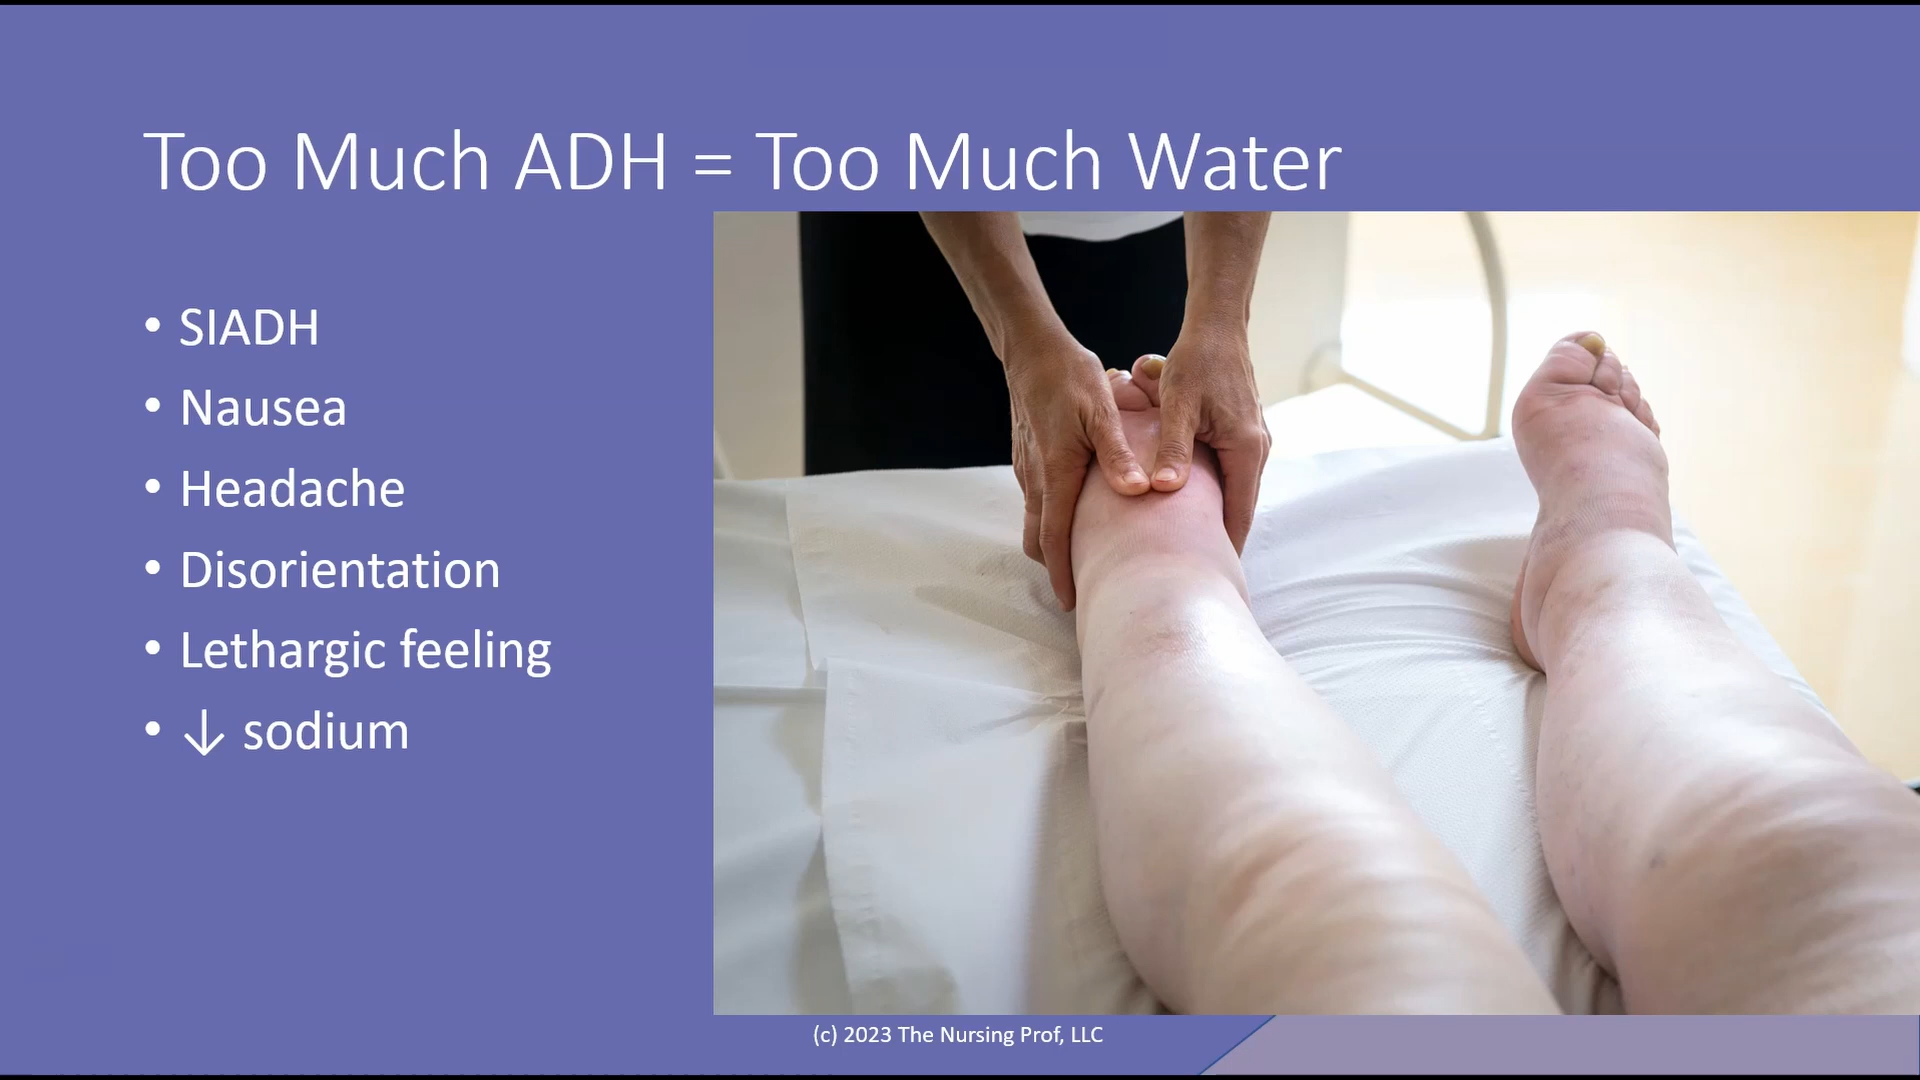 Too Much ADH = Too Much Water
• SIADH
• Nausea
• Headache
• Disorientation
• Lethargic feeling
• ↓ sodium
(c) 2023 The Nursing Prof, LLC